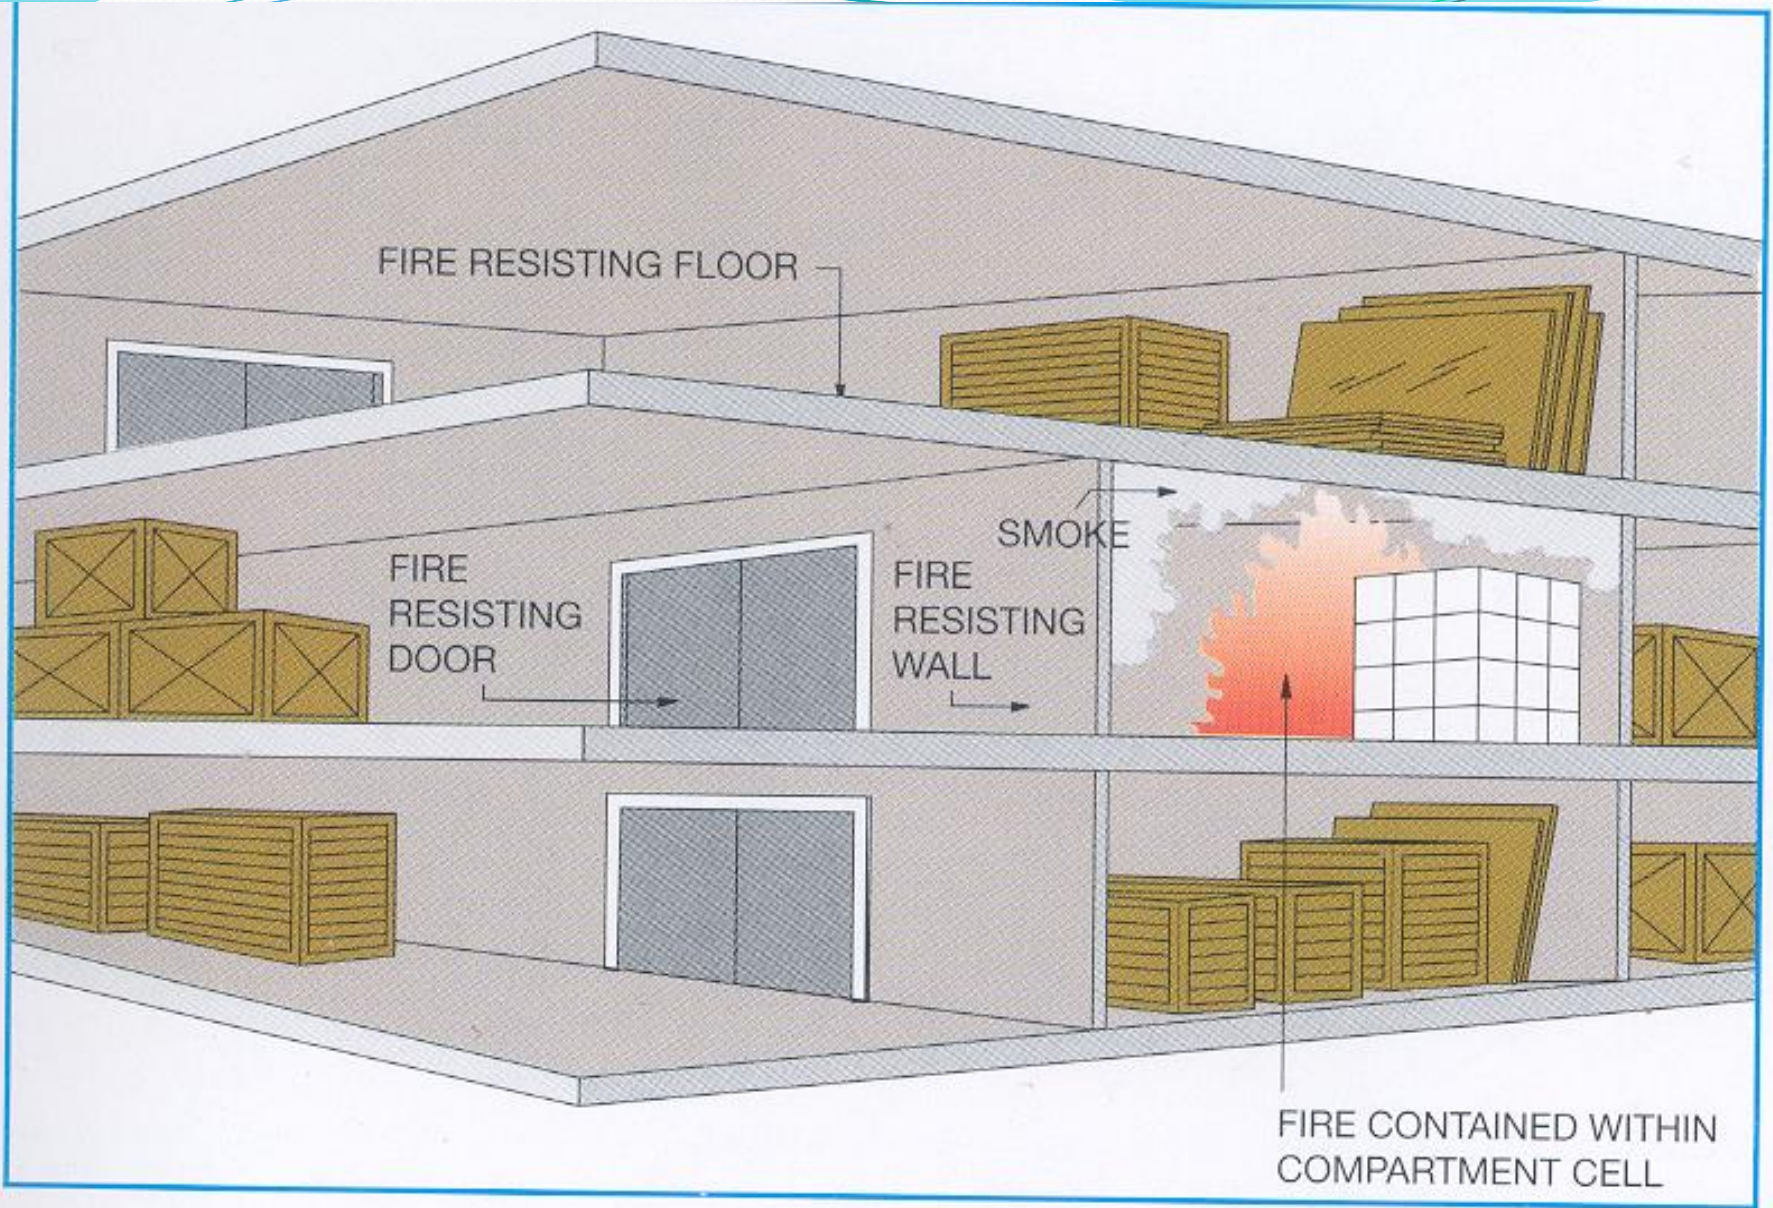 FIRE RESISTING FLOOR
SMOKE
FIRE
RESISTING
DOOR
FIRE
RESISTING
WALL
FIRE CONTAINED WITHIN
COMPARTMENT CELL